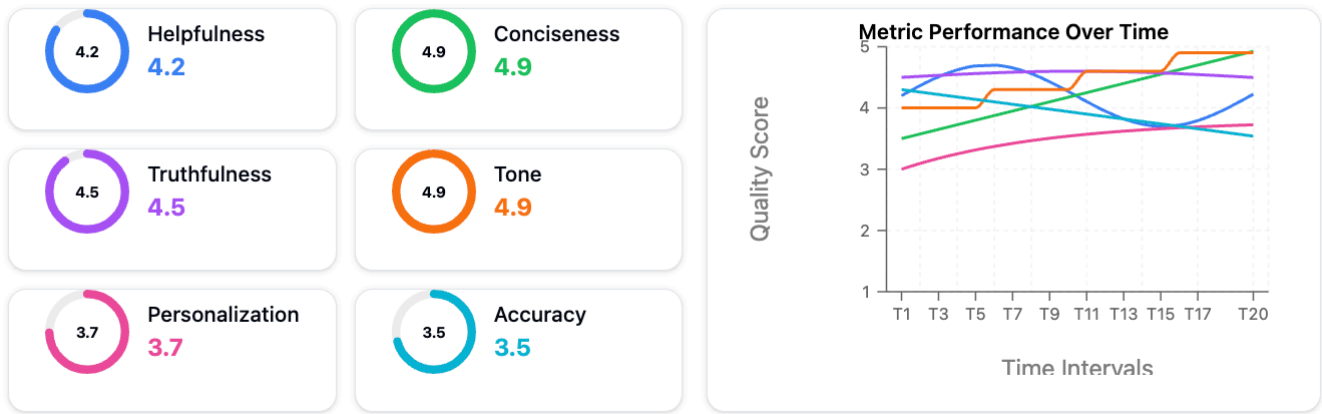 4.2
Helpfulness
4.2
4.9
Conciseness
4.9
4.5
Truthfulness
4.5
4.9
Tone
4.9
3.7
Personalization
3.7
3.5
Accuracy
3.5
Metric Performance Over Time
Quality Score
5
4
3
2
1
T1 T3 T5 T7 T9 T11 T13 T15 T17 T20
Time Intervals